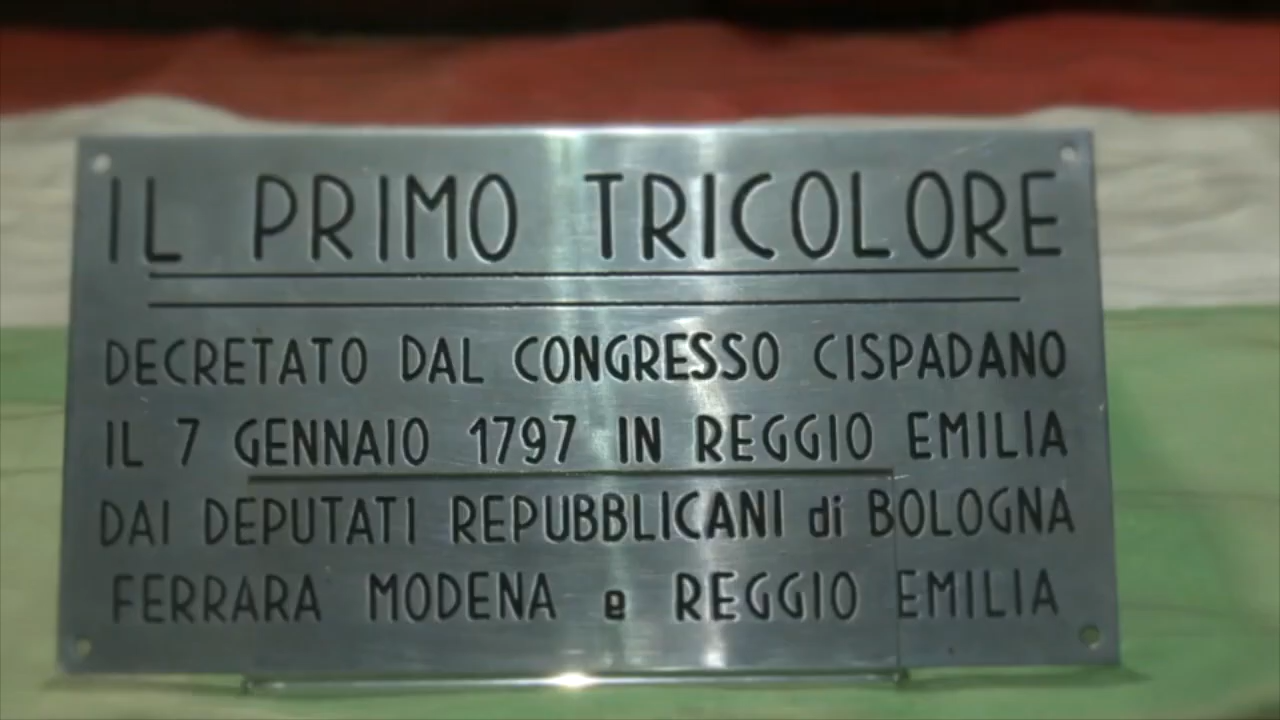 IL PRIMO TRICOLORE
DECRETATO DAL CONGRESSO CISPADANO
IL 7 GENNAIO 1797 IN REGGIO EMILIA
DAI DEPUTATI REPUBBLICANI di BOLOGNA
FERRARA MODENA e REGGIO EMILIA